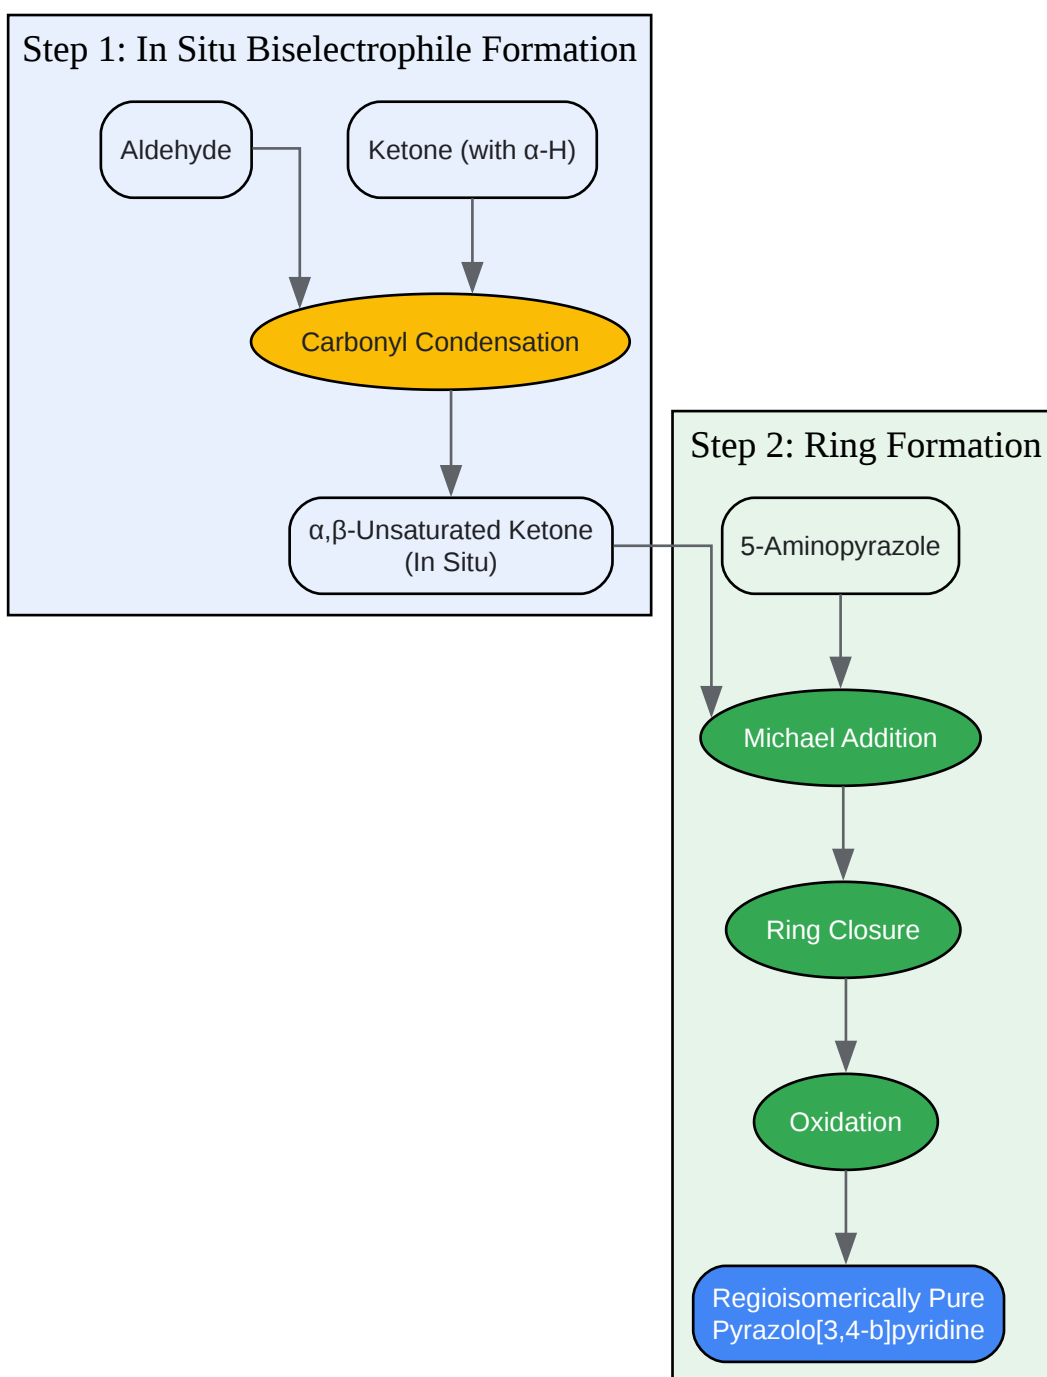 Step 1: In Situ Biselectrophile Formation
Aldehyde
Ketone (with α-H)
Carbonyl Condensation
α,β-Unsaturated Ketone
(In Situ)
Step 2: Ring Formation
5-Aminopyrazole
Michael Addition
Ring Closure
Oxidation
Regioisomerically Pure
Pyrazolo[3,4-b]pyridine